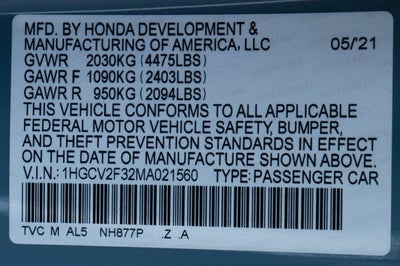 MFD. BY HONDA DEVELOPMENT &
MANUFACTURING OF AMERICA, LLC 05/'21
GVWR 2030KG (4475LBS)
GAWR F 1090KG (2403LBS)
GAWR R 950KG (2094LBS)
THIS VEHICLE CONFORMS TO ALL APPLICABLE
FEDERAL MOTOR VEHICLE SAFETY, BUMPER,
AND THEFT PREVENTION STANDARDS IN EFFECT
ON THE DATE OF MANUFACTURE SHOWN ABOVE.
V.I.N.: 1HGCV2F32MA021560 TYPE: PASSENGER CAR
TVC M AL5 NH877P .Z .A